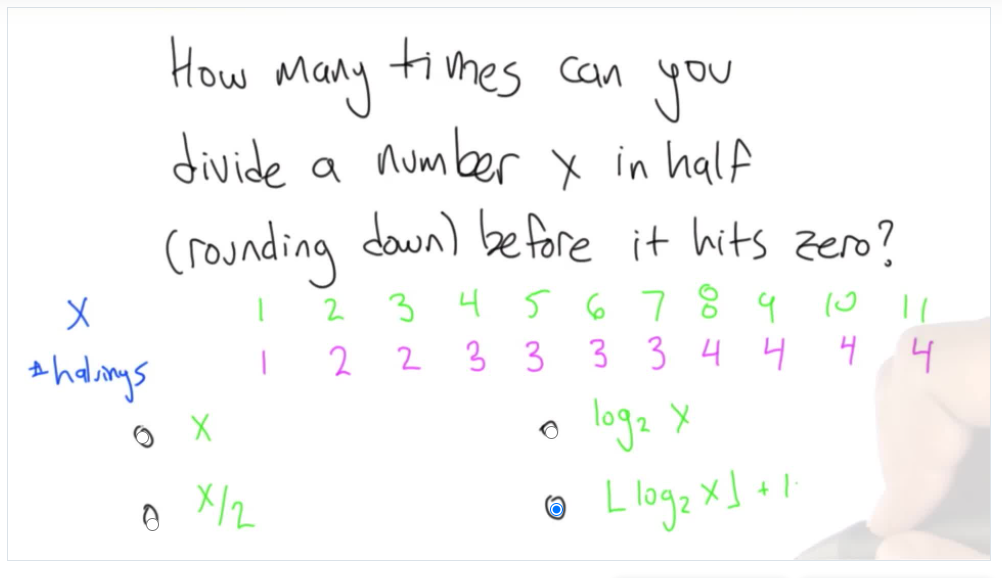 How many times can you
divide a number x in half
(rounding down) before it hits zero?
X 1 2 3 4 5 6 7 8 9 10 11
#halvings 1 2 2 3 3 3 3 4 4 4 4
X log₂ X
X/2 ⌊log₂ X⌋ + 1